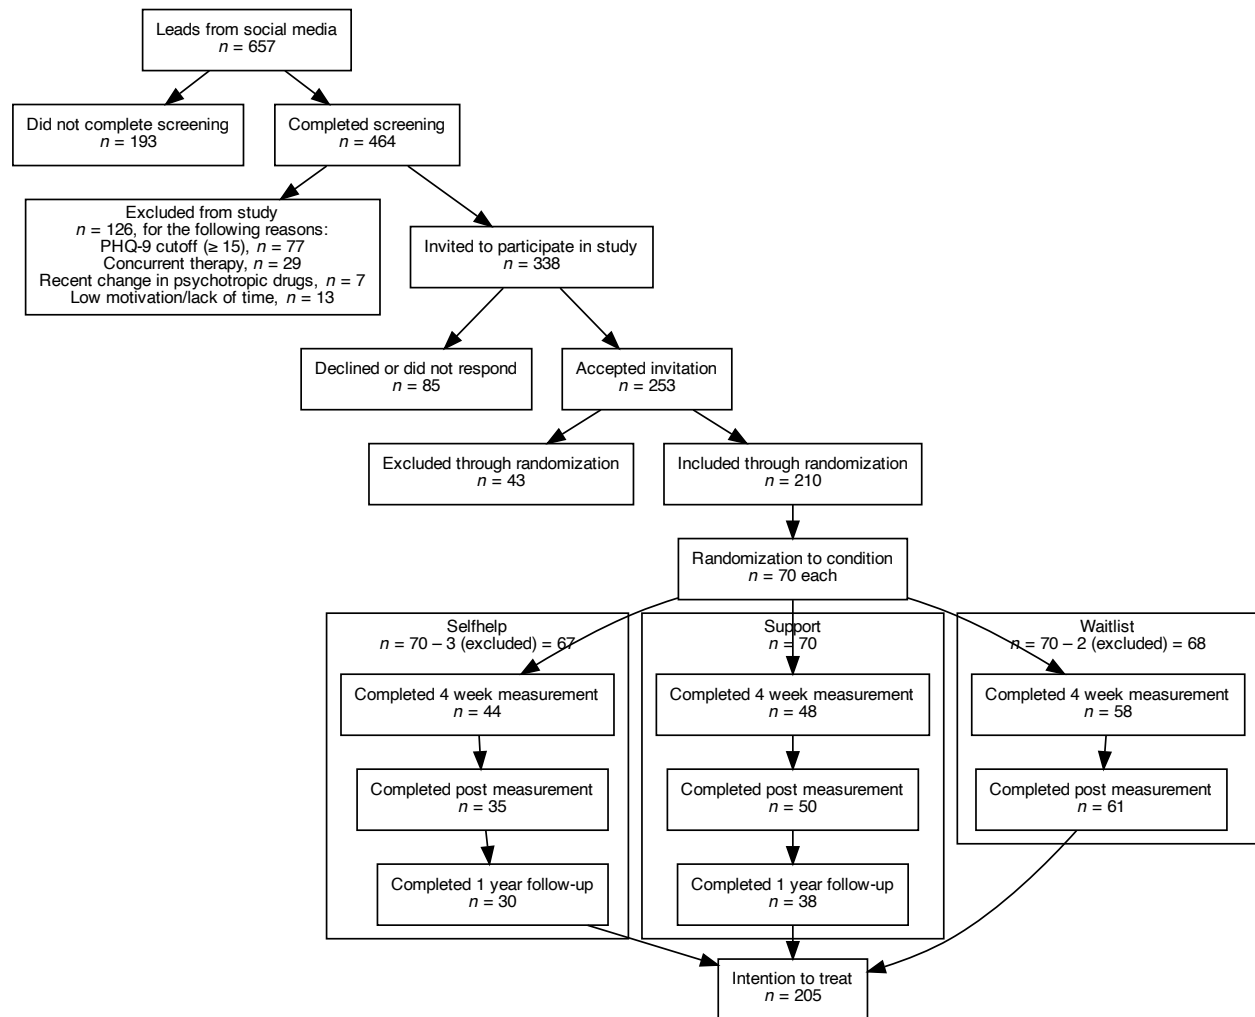 Leads from social media
n = 657
Did not complete screening
n = 193
Completed screening
n = 464
Excluded from study
n = 126, for the following reasons:
PHQ-9 cutoff (≥ 15), n = 77
Concurrent therapy, n = 29
Recent change in psychotropic drugs, n = 7
Low motivation/lack of time, n = 13
Invited to participate in study
n = 338
Declined or did not respond
n = 85
Accepted invitation
n = 253
Excluded through randomization
n = 43
Included through randomization
n = 210
Randomization to condition
n = 70 each
Selfhelp
n = 70 – 3 (excluded) = 67
Support
n = 70
Waitlist
n = 70 – 2 (excluded) = 68
Completed 4 week measurement
n = 44
Completed 4 week measurement
n = 48
Completed 4 week measurement
n = 58
Completed post measurement
n = 35
Completed post measurement
n = 50
Completed post measurement
n = 61
Completed 1 year follow-up
n = 30
Completed 1 year follow-up
n = 38
Intention to treat
n = 205